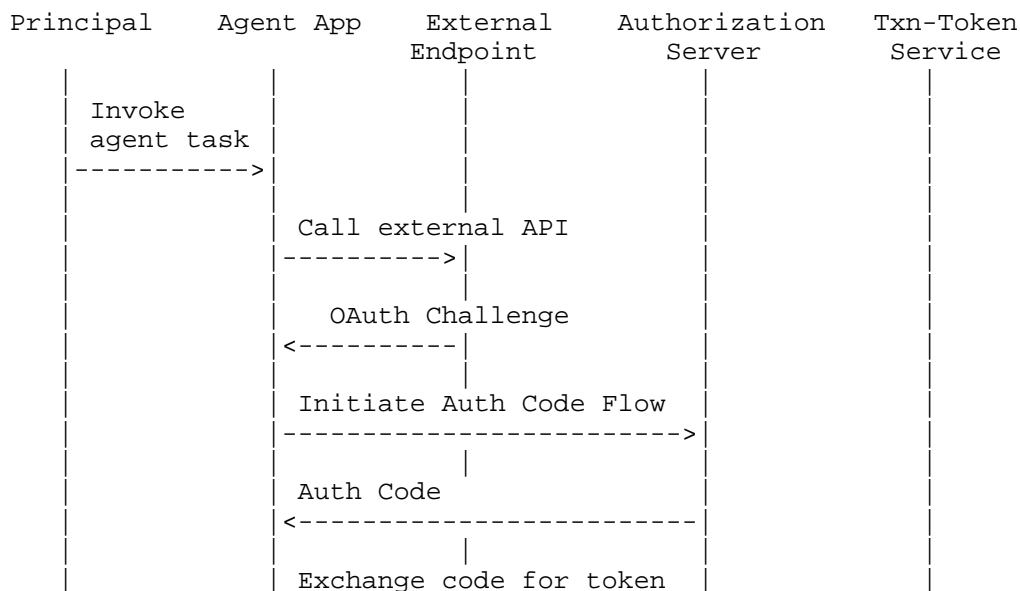 Principal Agent App External Authorization Txn-Token
Endpoint Server Service
Invoke
agent task
Call external API
OAuth Challenge
Initiate Auth Code Flow
Auth Code
Exchange code for token